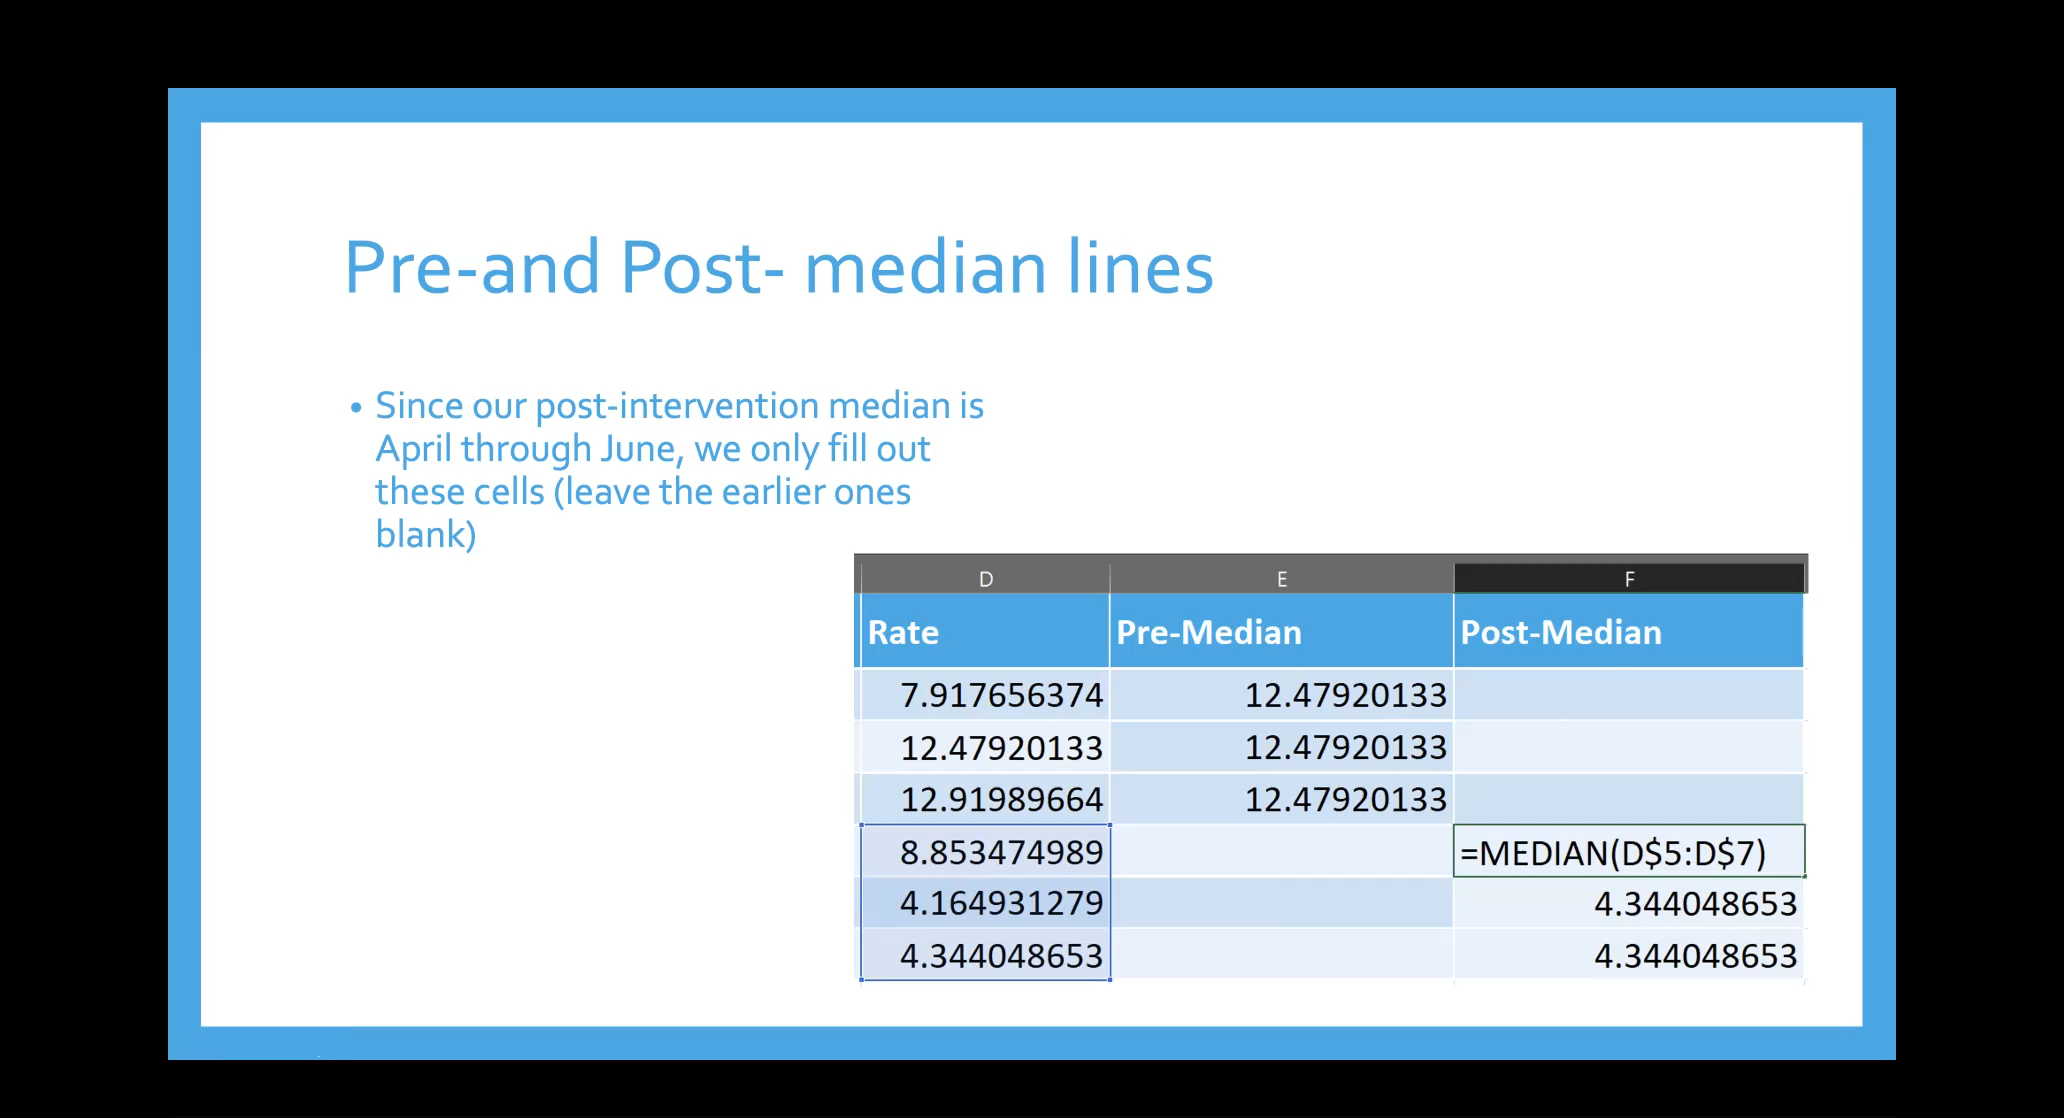 Pre-and Post- median lines
• Since our post-intervention median is
April through June, we only fill out
these cells (leave the earlier ones
blank)
D E F
Rate Pre-Median Post-Median
7.917656374 12.47920133
12.47920133 12.47920133
12.91989664 12.47920133
8.853474989 =MEDIAN(D$5:D$7)
4.164931279 4.344048653
4.344048653 4.344048653